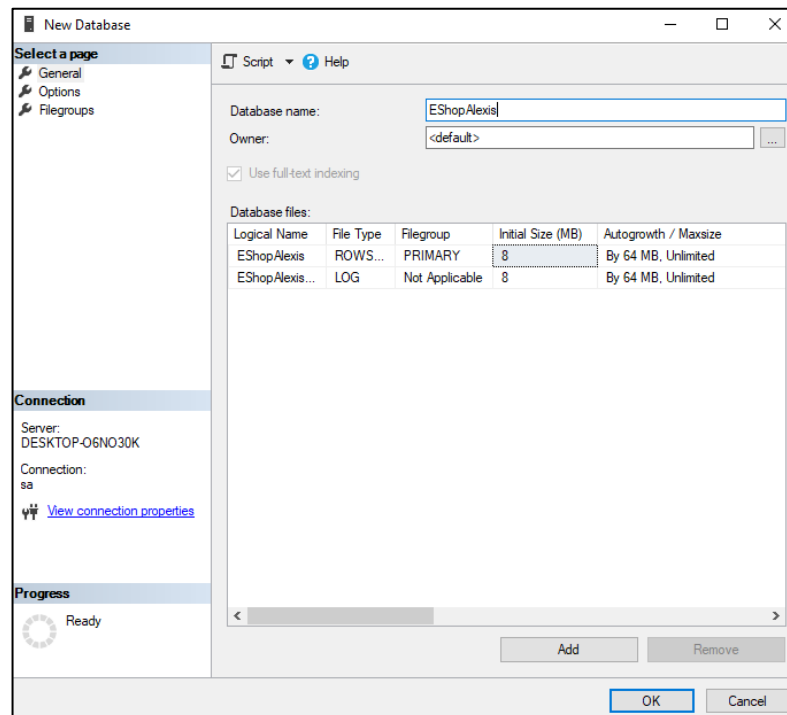 New Database
Select a page
General
Options
Filegroups
Script Help
Database name: EShopAlexis
Owner: <default> ...
Use full-text indexing
Database files:
Logical Name File Type Filegroup Initial Size (MB) Autogrowth / Maxsize
EShopAlexis ROWS... PRIMARY 8 By 64 MB, Unlimited
EShopAlexis... LOG Not Applicable 8 By 64 MB, Unlimited
Connection
Server:
DESKTOP-O6NO30K
Connection:
sa
View connection properties
Progress
Ready
Add Remove
OK Cancel